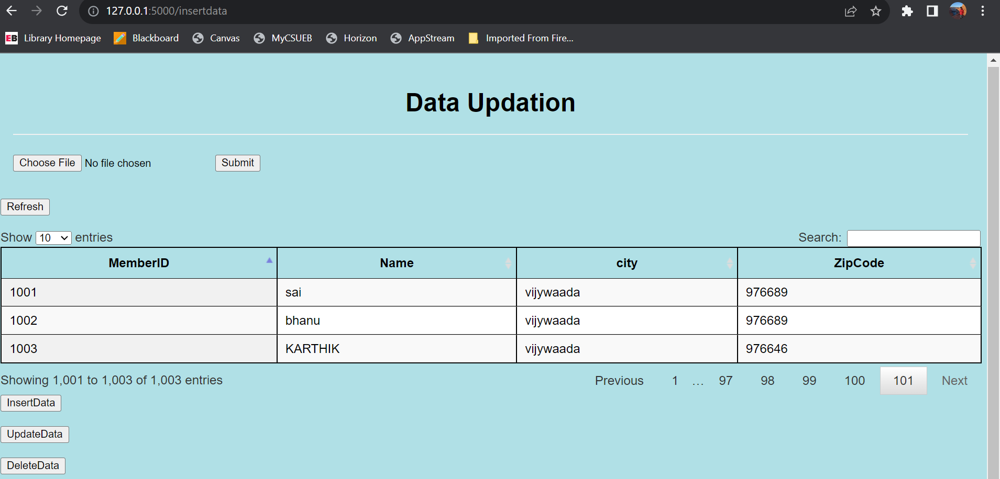 127.0.0.1:5000/insertdata
EB Library Homepage Blackboard Canvas MyCSUEB Horizon AppStream Imported From Fire...
Data Updation
Choose File No file chosen Submit
Refresh
Show 10 entries Search:
MemberID Name city ZipCode
1001 sai vijywaada 976689
1002 bhanu vijywaada 976689
1003 KARTHIK vijywaada 976646
Showing 1,001 to 1,003 of 1,003 entries Previous 1 … 97 98 99 100 101 Next
InsertData
UpdateData
DeleteData